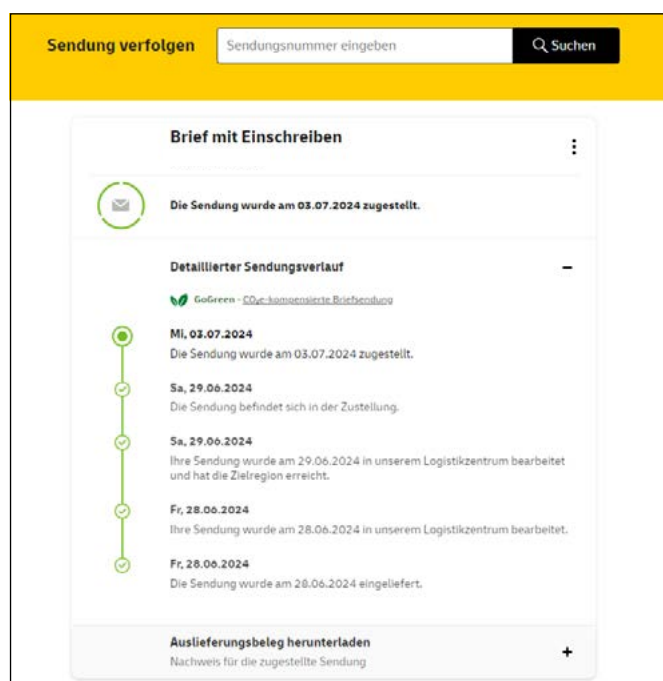 Sendung verfolgen
Sendungsnummer eingeben
Suchen
Brief mit Einschreiben
Die Sendung wurde am 03.07.2024 zugestellt.
Detaillierter Sendungsverlauf
GoGreen - CO₂e-kompensierte Briefsendung
Mi, 03.07.2024
Die Sendung wurde am 03.07.2024 zugestellt.
Sa, 29.06.2024
Die Sendung befindet sich in der Zustellung.
Sa, 29.06.2024
Ihre Sendung wurde am 29.06.2024 in unserem Logistikzentrum bearbeitet
und hat die Zielregion erreicht.
Fr, 28.06.2024
Ihre Sendung wurde am 28.06.2024 in unserem Logistikzentrum bearbeitet.
Fr, 28.06.2024
Die Sendung wurde am 28.06.2024 eingeliefert.
Auslieferungsbeleg herunterladen
Nachweis für die zugestellte Sendung